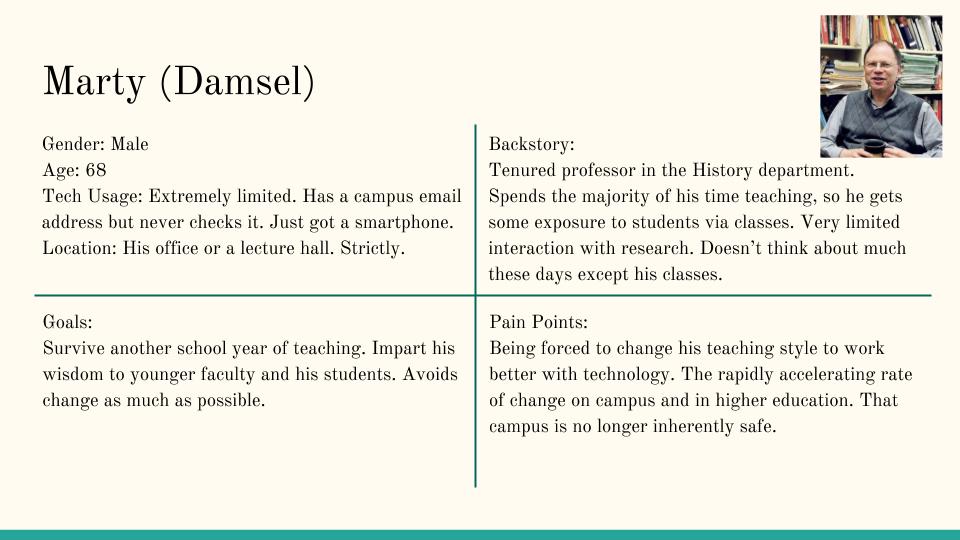 Marty (Damsel)
Gender: Male
Age: 68
Tech Usage: Extremely limited. Has a campus email
address but never checks it. Just got a smartphone.
Location: His office or a lecture hall. Strictly.
Backstory:
Tenured professor in the History department.
Spends the majority of his time teaching, so he gets
some exposure to students via classes. Very limited
interaction with research. Doesn’t think about much
these days except his classes.
Goals:
Survive another school year of teaching. Impart his
wisdom to younger faculty and his students. Avoids
change as much as possible.
Pain Points:
Being forced to change his teaching style to work
better with technology. The rapidly accelerating rate
of change on campus and in higher education. That
campus is no longer inherently safe.